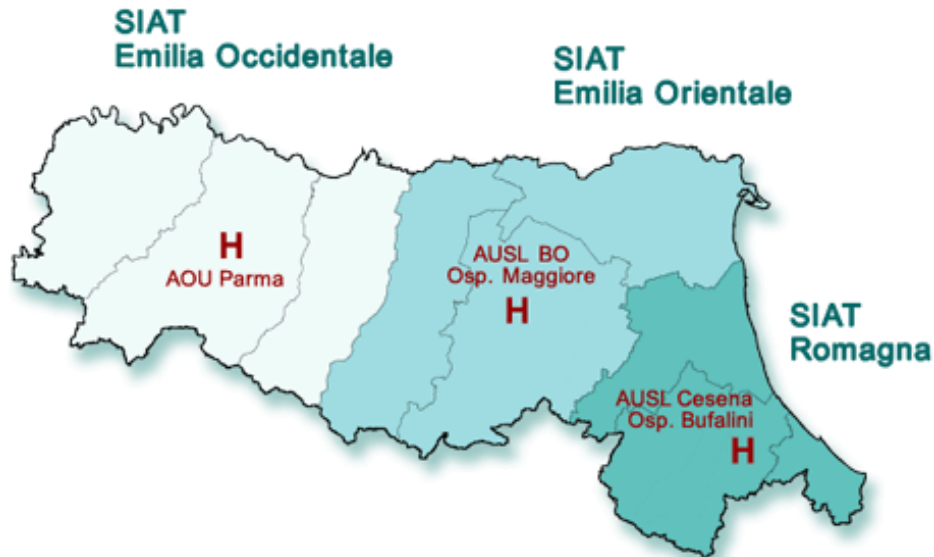 SIAT
Emilia Occidentale
SIAT
Emilia Orientale
H
AOU Parma
AUSL BO
Osp. Maggiore
H
SIAT
Romagna
AUSL Cesena
Osp. Bufalini
H